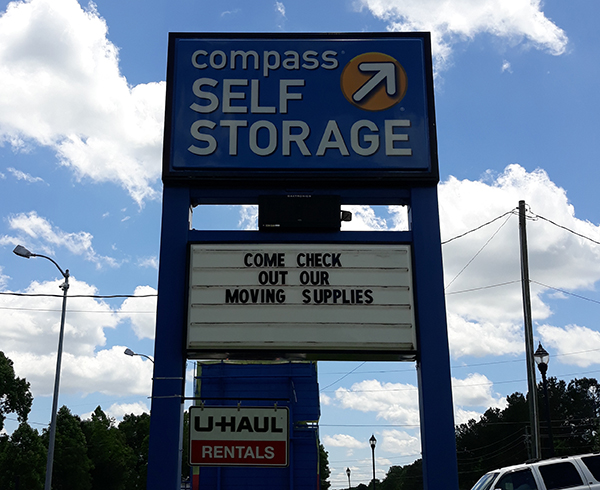 compass
SELF
STORAGE
COME CHECK
OUT OUR
MOVING SUPPLIES
U-HAUL
RENTALS